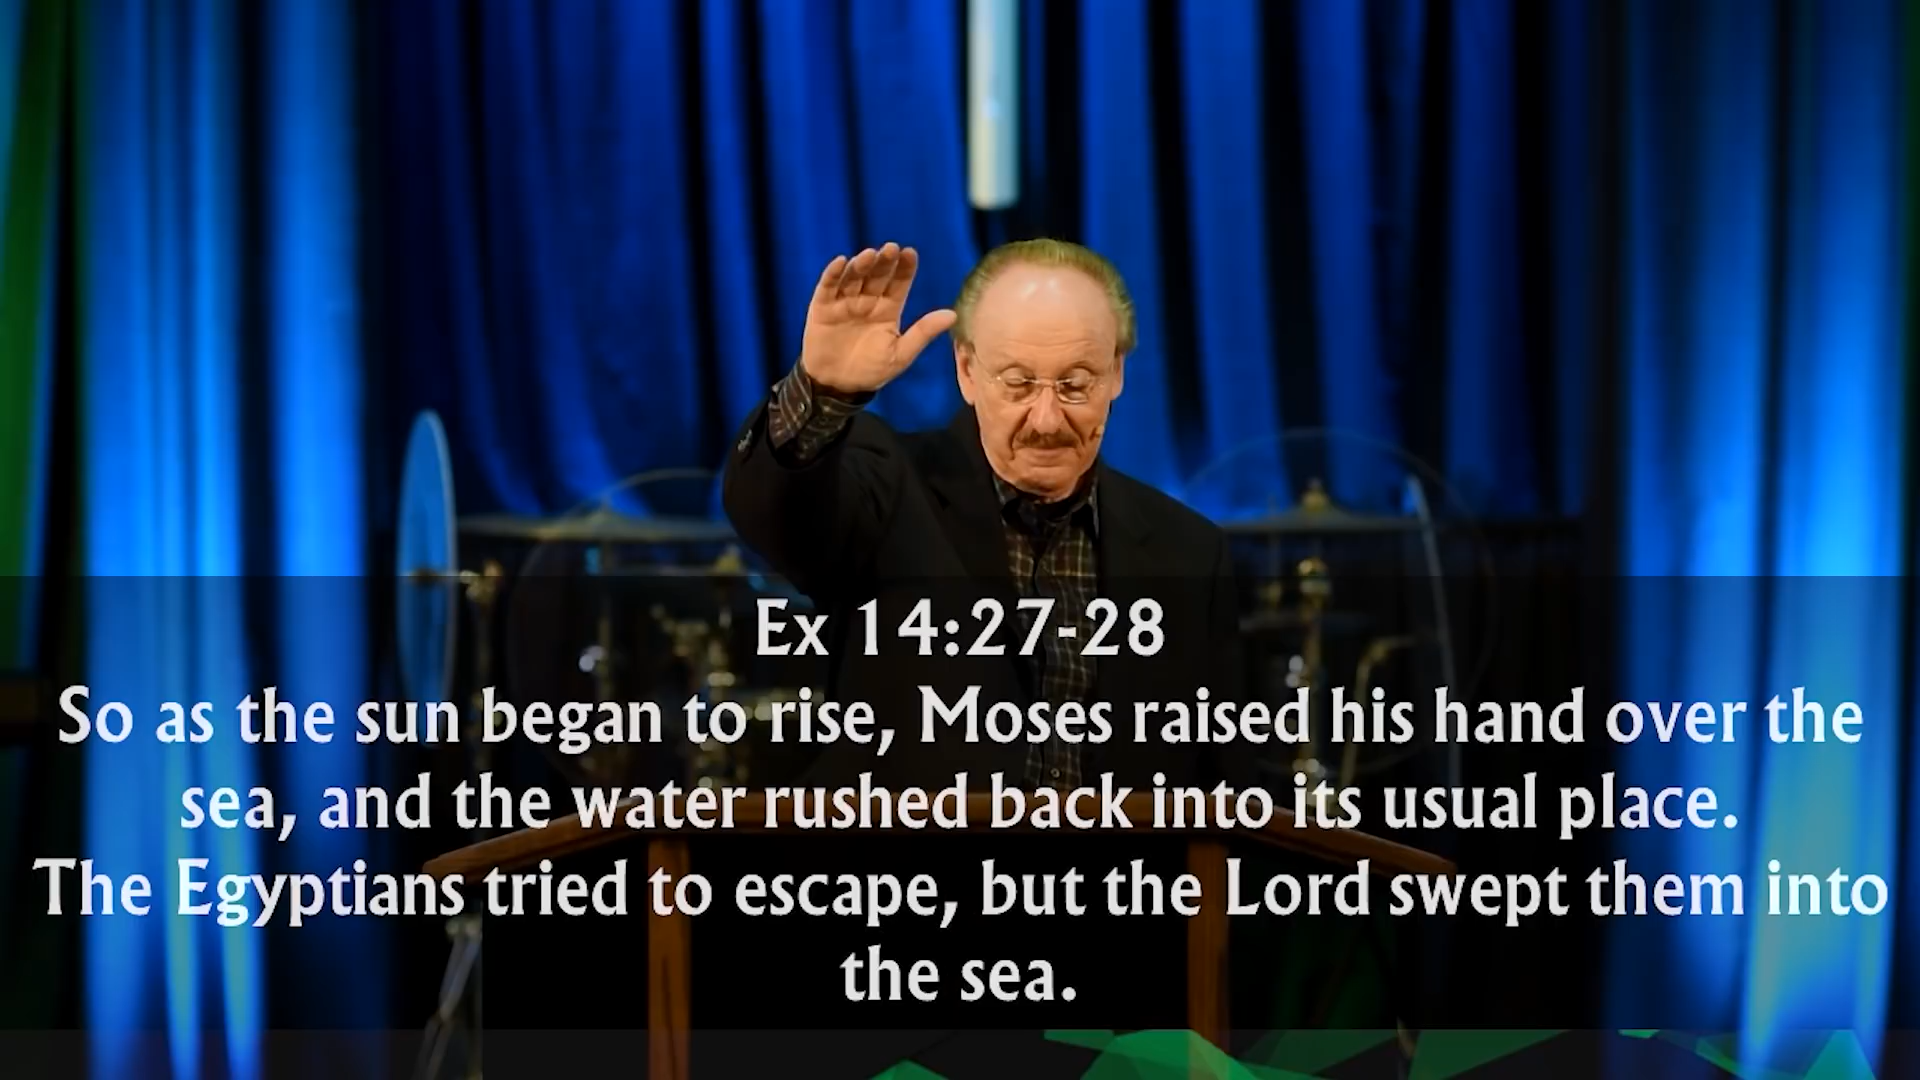 Ex 14:27-28
So as the sun began to rise, Moses raised his hand over the
sea, and the water rushed back into its usual place.
The Egyptians tried to escape, but the Lord swept them into
the sea.